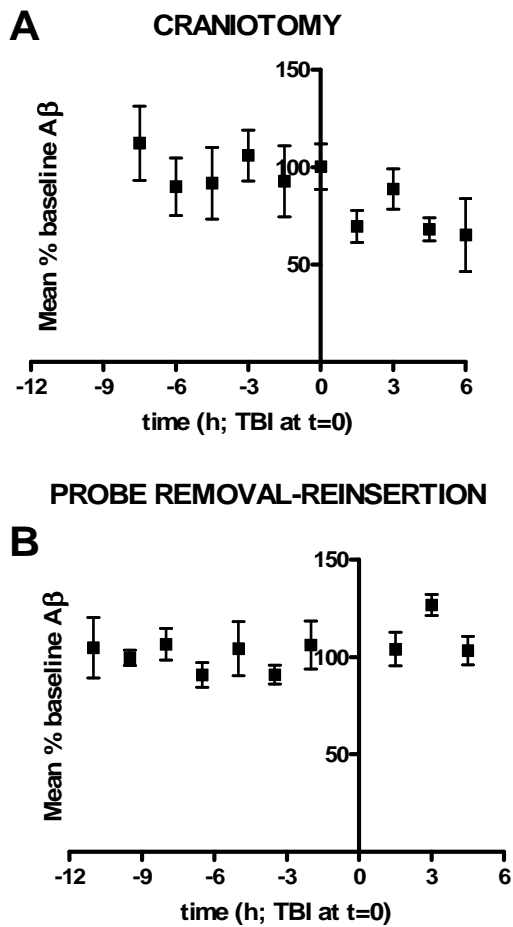 A
CRANIOTOMY
Mean % baseline Aβ
150
100
50
-12 -9 -6 -3 0 3 6
time (h; TBI at t=0)
PROBE REMOVAL-REINSERTION
B
Mean % baseline Aβ
150
100
50
-12 -9 -6 -3 0 3 6
time (h; TBI at t=0)